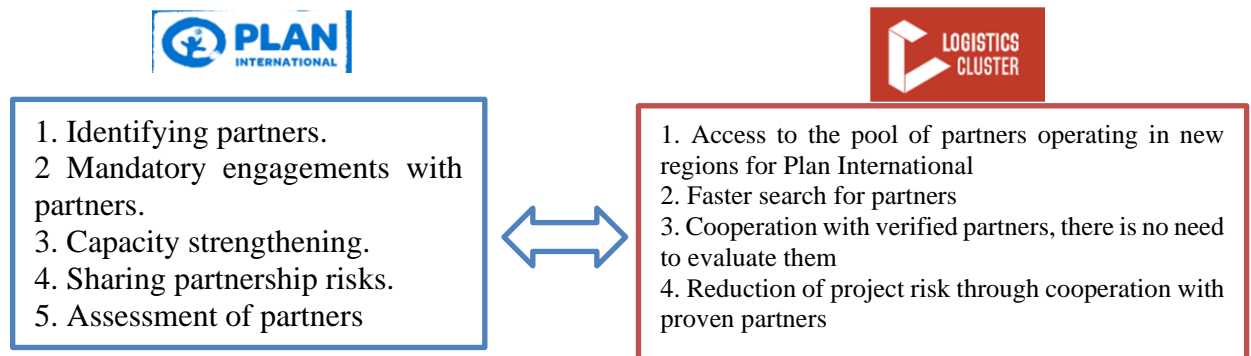 PLAN
INTERNATIONAL
1. Identifying partners.
2 Mandatory engagements with
partners.
3. Capacity strengthening.
4. Sharing partnership risks.
5. Assessment of partners
LOGISTICS
CLUSTER
1. Access to the pool of partners operating in new
regions for Plan International
2. Faster search for partners
3. Cooperation with verified partners, there is no need
to evaluate them
4. Reduction of project risk through cooperation with
proven partners